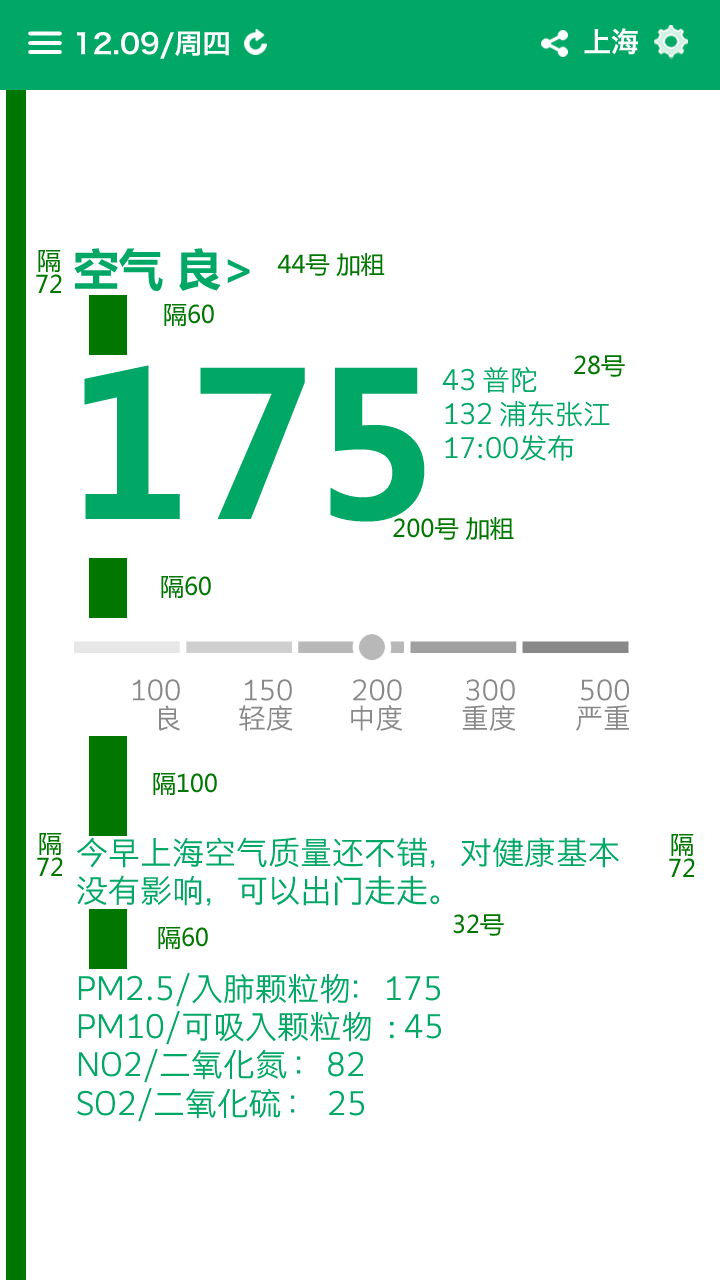 12.09/周四
上海
隔
72
空气 良>
44号 加粗
隔60
175
28号
43 普陀
132 浦东张江
17:00发布
200号 加粗
隔60
100 150 200 300 500
良 轻度 中度 重度 严重
隔100
隔
72
今早上海空气质量还不错，对健康基本
没有影响，可以出门走走。
隔
72
隔60
32号
PM2.5/入肺颗粒物： 175
PM10/可吸入颗粒物 : 45
NO2/二氧化氮： 82
SO2/二氧化硫： 25